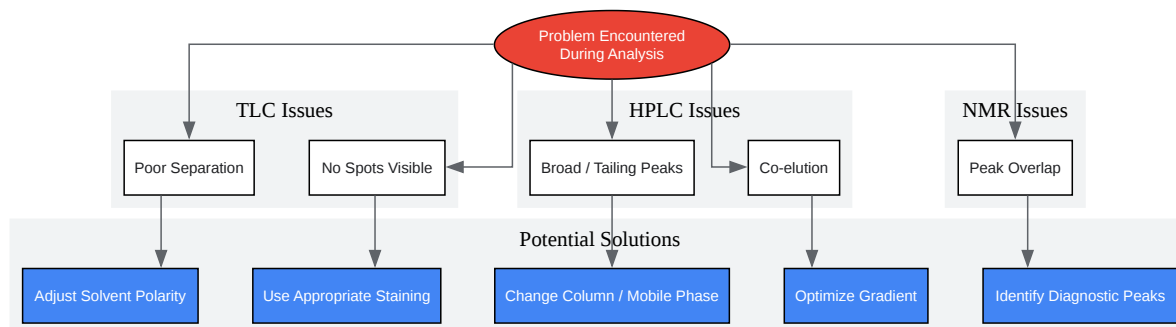 Problem Encountered
During Analysis
TLC Issues
HPLC Issues
NMR Issues
Poor Separation
No Spots Visible
Broad / Tailing Peaks
Co-elution
Peak Overlap
Potential Solutions
Adjust Solvent Polarity
Use Appropriate Staining
Change Column / Mobile Phase
Optimize Gradient
Identify Diagnostic Peaks